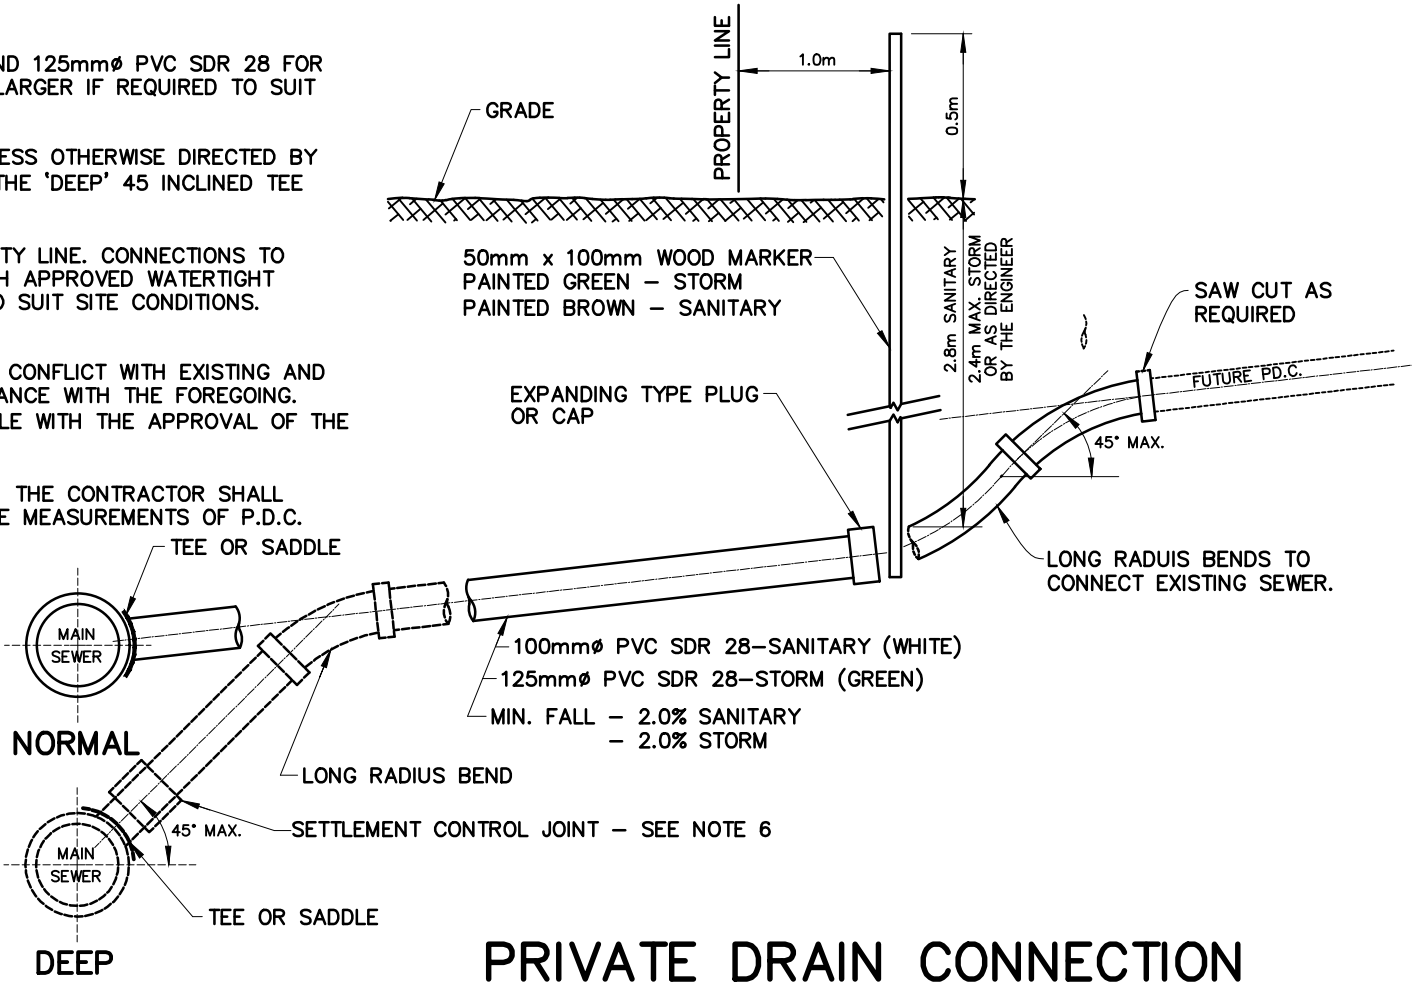 ND 125mmø PVC SDR 28 FOR
LARGER IF REQUIRED TO SUIT
ESS OTHERWISE DIRECTED BY
THE 'DEEP' 45 INCLINED TEE
TY LINE. CONNECTIONS TO
H APPROVED WATERTIGHT
O SUIT SITE CONDITIONS.
CONFLICT WITH EXISTING AND
ANCE WITH THE FOREGOING.
LE WITH THE APPROVAL OF THE
THE CONTRACTOR SHALL
E MEASUREMENTS OF P.D.C.
GRADE
PROPERTY LINE
1.0m
0.5m
50mm x 100mm WOOD MARKER
PAINTED GREEN – STORM
PAINTED BROWN – SANITARY
2.8m SANITARY
2.4m MAX. STORM
OR AS DIRECTED
BY THE ENGINEER
SAW CUT AS
REQUIRED
FUTURE P.D.C.
45° MAX.
EXPANDING TYPE PLUG
OR CAP
LONG RADUIS BENDS TO
CONNECT EXISTING SEWER.
TEE OR SADDLE
MAIN
SEWER
NORMAL
100mmø PVC SDR 28–SANITARY (WHITE)
125mmø PVC SDR 28–STORM (GREEN)
MIN. FALL – 2.0% SANITARY
– 2.0% STORM
LONG RADIUS BEND
SETTLEMENT CONTROL JOINT – SEE NOTE 6
45° MAX.
MAIN
SEWER
TEE OR SADDLE
DEEP
PRIVATE DRAIN CONNECTION